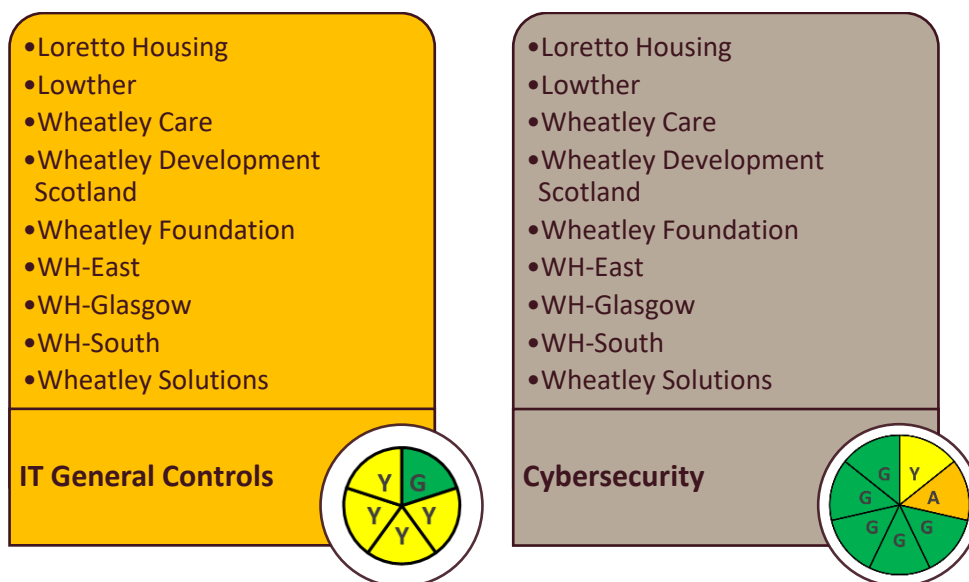 •Loretto Housing
•Lowther
•Wheatley Care
•Wheatley Development
Scotland
•Wheatley Foundation
•WH-East
•WH-Glasgow
•WH-South
•Wheatley Solutions
IT General Controls
Y G
Y Y
Y
•Loretto Housing
•Lowther
•Wheatley Care
•Wheatley Development
Scotland
•Wheatley Foundation
•WH-East
•WH-Glasgow
•WH-South
•Wheatley Solutions
Cybersecurity
G Y
G A
G G G